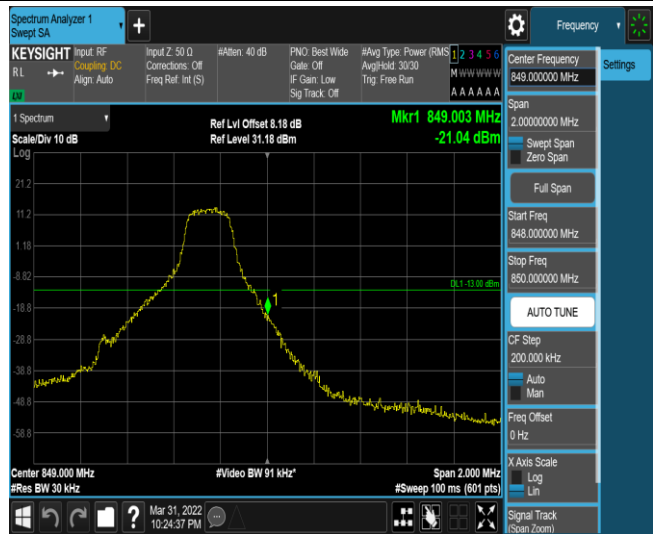 Spectrum Analyzer 1
Swept SA
+
Frequency
KEYSIGHT
RL
LXI
Input: RF
Coupling: DC
Align: Auto
Input Z: 50 Ω
Corrections: Off
Freq Ref: Int (S)
#Atten: 40 dB
PNO: Best Wide
Gate: Off
IF Gain: Low
Sig Track: Off
#Avg Type: Power (RMS
Avg|Hold: 30/30
Trig: Free Run
1 2 3 4 5 6
M W W W W W
A A A A A A
1 Spectrum
Scale/Div 10 dB
Log
Ref Lvl Offset 8.18 dB
Ref Level 31.18 dBm
Mkr1 849.003 MHz
-21.04 dBm
21.2
11.2
1.18
-8.82
-18.8
-28.8
-38.8
-48.8
-58.8
DL1 -13.00 dBm
1
Center 849.000 MHz
#Res BW 30 kHz
#Video BW 91 kHz*
Span 2.000 MHz
#Sweep 100 ms (601 pts)
?
Mar 31, 2022
10:24:37 PM
Center Frequency
849.000000 MHz
Span
2.00000000 MHz
Swept Span
Zero Span
Full Span
Start Freq
848.000000 MHz
Stop Freq
850.000000 MHz
AUTO TUNE
CF Step
200.000 kHz
Auto
Man
Freq Offset
0 Hz
X Axis Scale
Log
Lin
Signal Track
(Span Zoom)
Settings